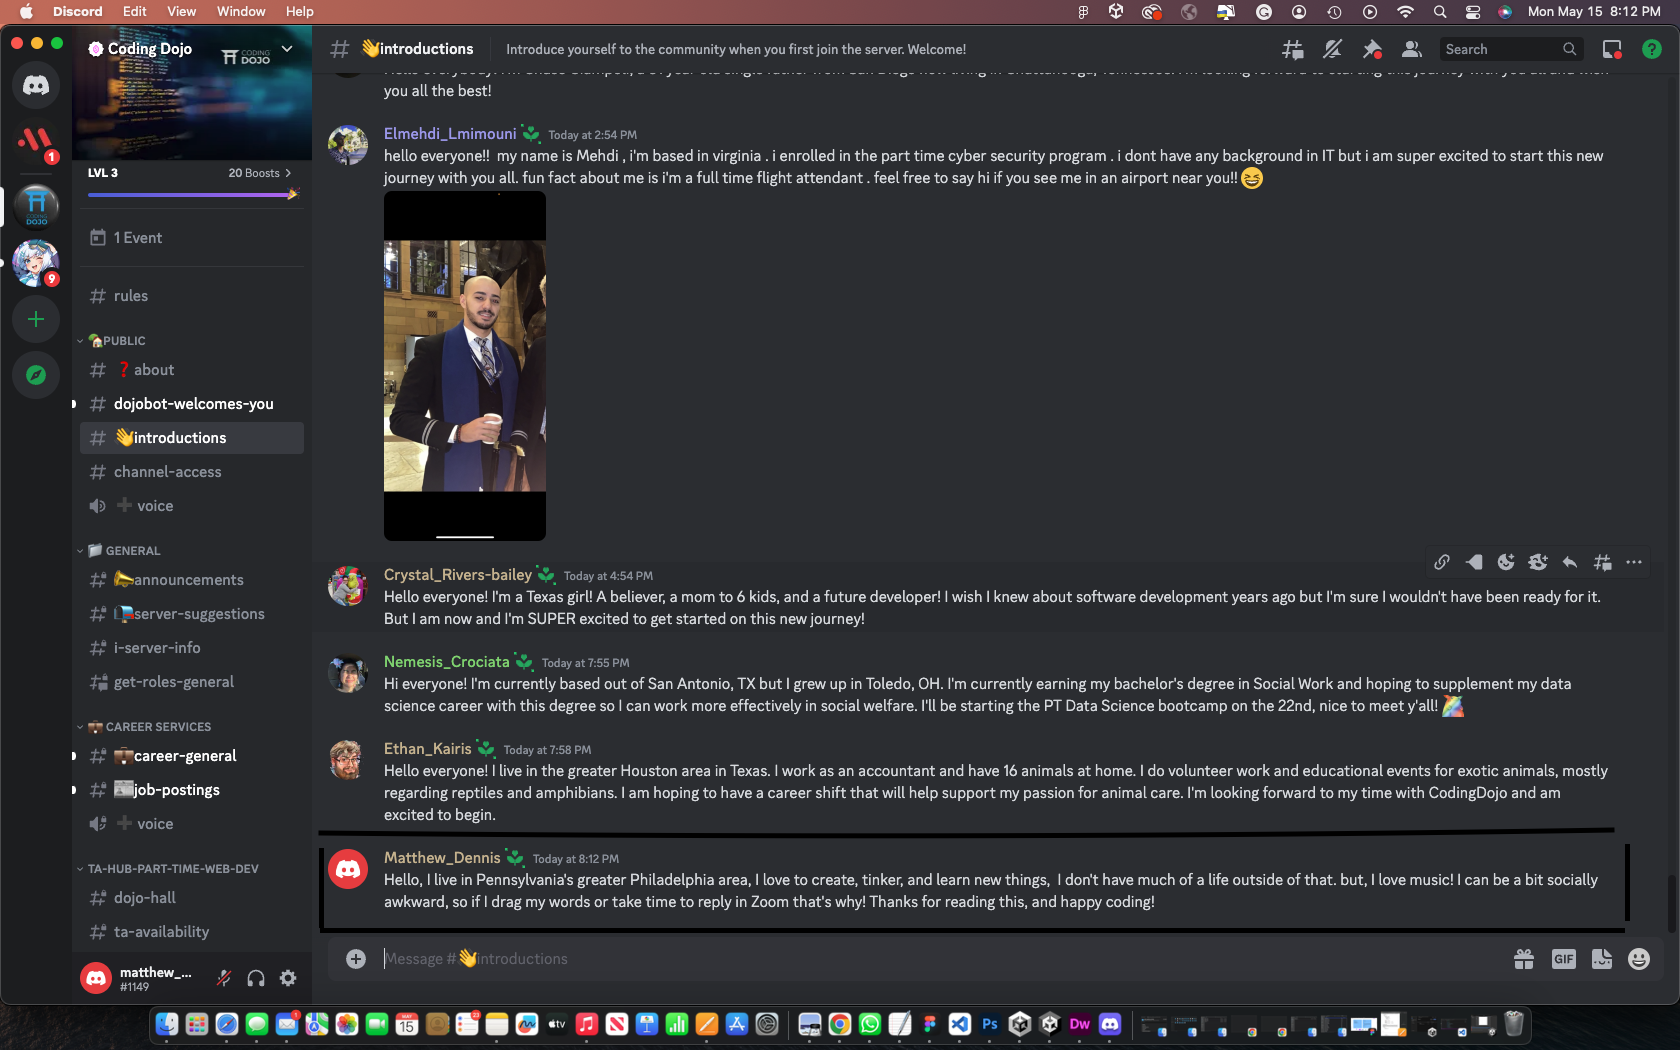 Discord Edit View Window Help
Mon May 15 8:12 PM
Coding Dojo
CODING DOJO
LVL 3
20 Boosts >
1 Event
# rules
PUBLIC
# about
# dojobot-welcomes-you
# introductions
# channel-access
voice
GENERAL
announcements
server-suggestions
i-server-info
get-roles-general
CAREER SERVICES
career-general
job-postings
voice
TA-HUB-PART-TIME-WEB-DEV
dojo-hall
ta-availability
matthew_...
#1149
1
CODING
DOJO
9
# introductions
Introduce yourself to the community when you first join the server. Welcome!
Search
you all the best!
Elmehdi_Lmimouni Today at 2:54 PM
hello everyone!! my name is Mehdi , i'm based in virginia . i enrolled in the part time cyber security program . i dont have any background in IT but i am super excited to start this new
journey with you all. fun fact about me is i'm a full time flight attendant . feel free to say hi if you see me in an airport near you!!
Crystal_Rivers-bailey Today at 4:54 PM
Hello everyone! I'm a Texas girl! A believer, a mom to 6 kids, and a future developer! I wish I knew about software development years ago but I'm sure I wouldn't have been ready for it.
But I am now and I'm SUPER excited to get started on this new journey!
Nemesis_Crociata Today at 7:55 PM
Hi everyone! I'm currently based out of San Antonio, TX but I grew up in Toledo, OH. I'm currently earning my bachelor's degree in Social Work and hoping to supplement my data
science career with this degree so I can work more effectively in social welfare. I'll be starting the PT Data Science bootcamp on the 22nd, nice to meet y'all!
Ethan_Kairis Today at 7:58 PM
Hello everyone! I live in the greater Houston area in Texas. I work as an accountant and have 16 animals at home. I do volunteer work and educational events for exotic animals, mostly
regarding reptiles and amphibians. I am hoping to have a career shift that will help support my passion for animal care. I'm looking forward to my time with CodingDojo and am
excited to begin.
Matthew_Dennis Today at 8:12 PM
Hello, I live in Pennsylvania's greater Philadelphia area, I love to create, tinker, and learn new things, I don't have much of a life outside of that. but, I love music! I can be a bit socially
awkward, so if I drag my words or take time to reply in Zoom that's why! Thanks for reading this, and happy coding!
Message # introductions
GIF
MAY
15
tv
Ps
Dw